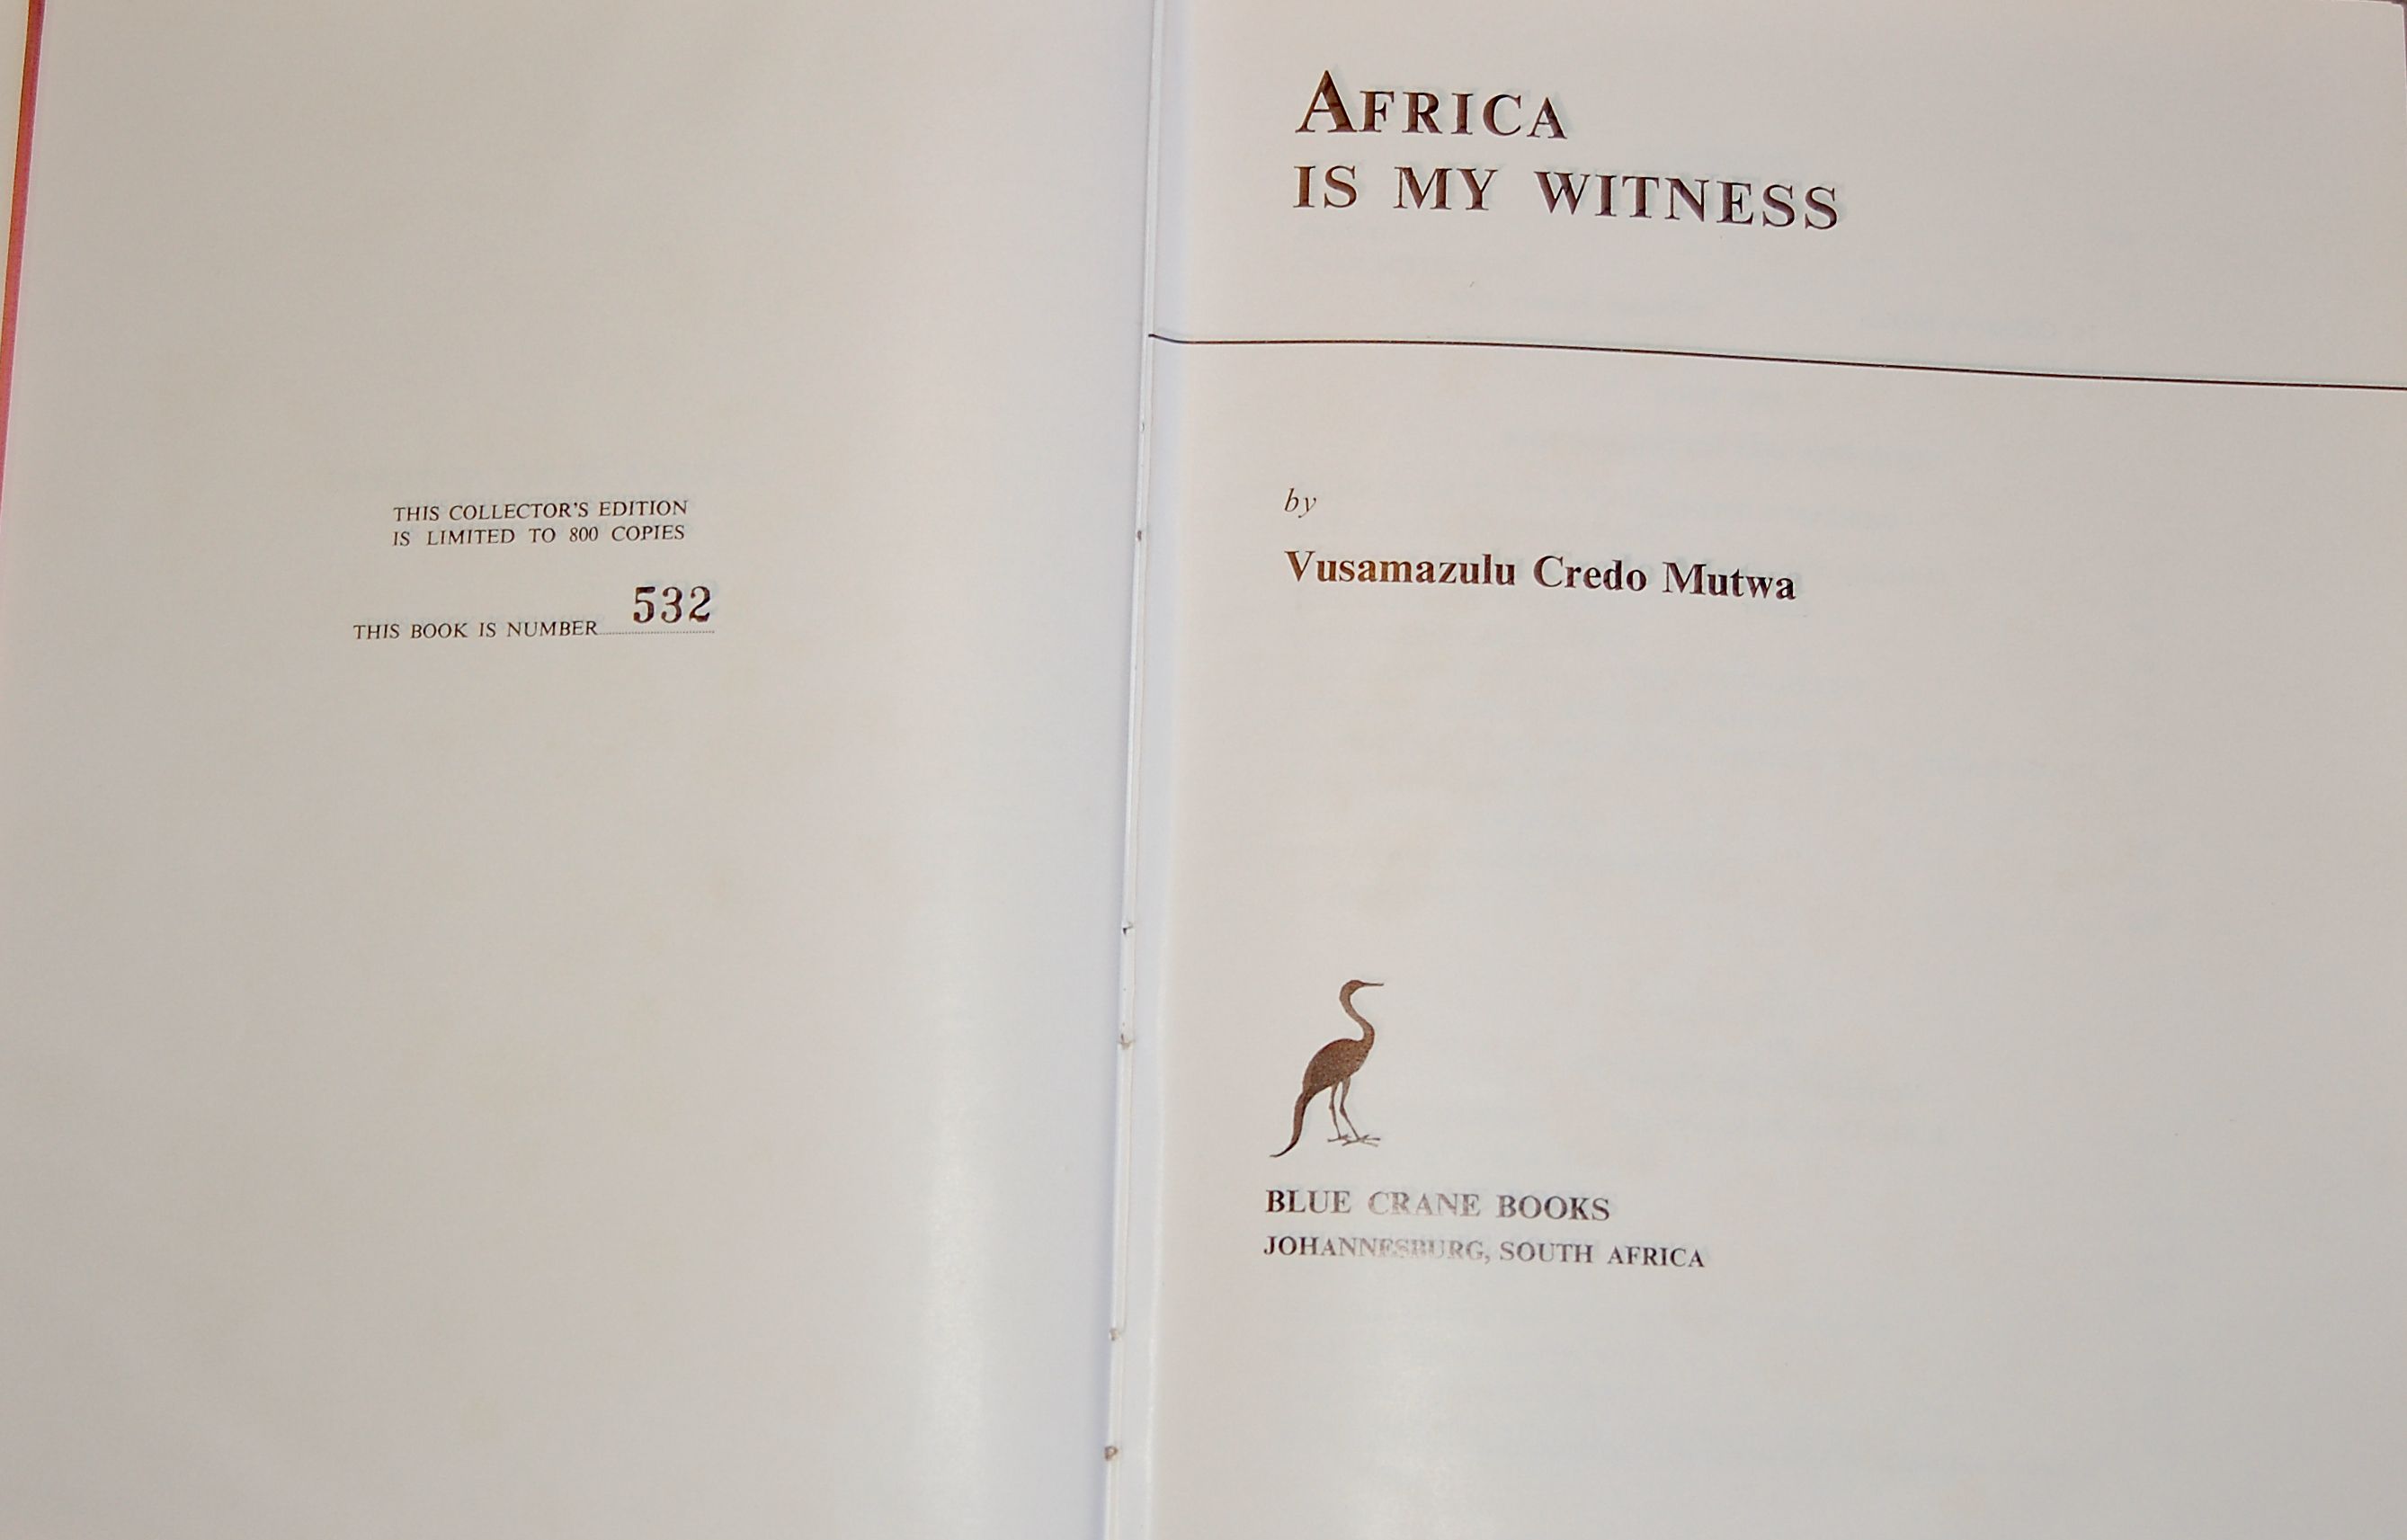 THIS COLLECTOR'S EDITION
IS LIMITED TO 800 COPIES
THIS BOOK IS NUMBER 532
AFRICA
IS MY WITNESS
by
Vusamazulu Credo Mutwa
BLUE CRANE BOOKS
JOHANNESBURG, SOUTH AFRICA